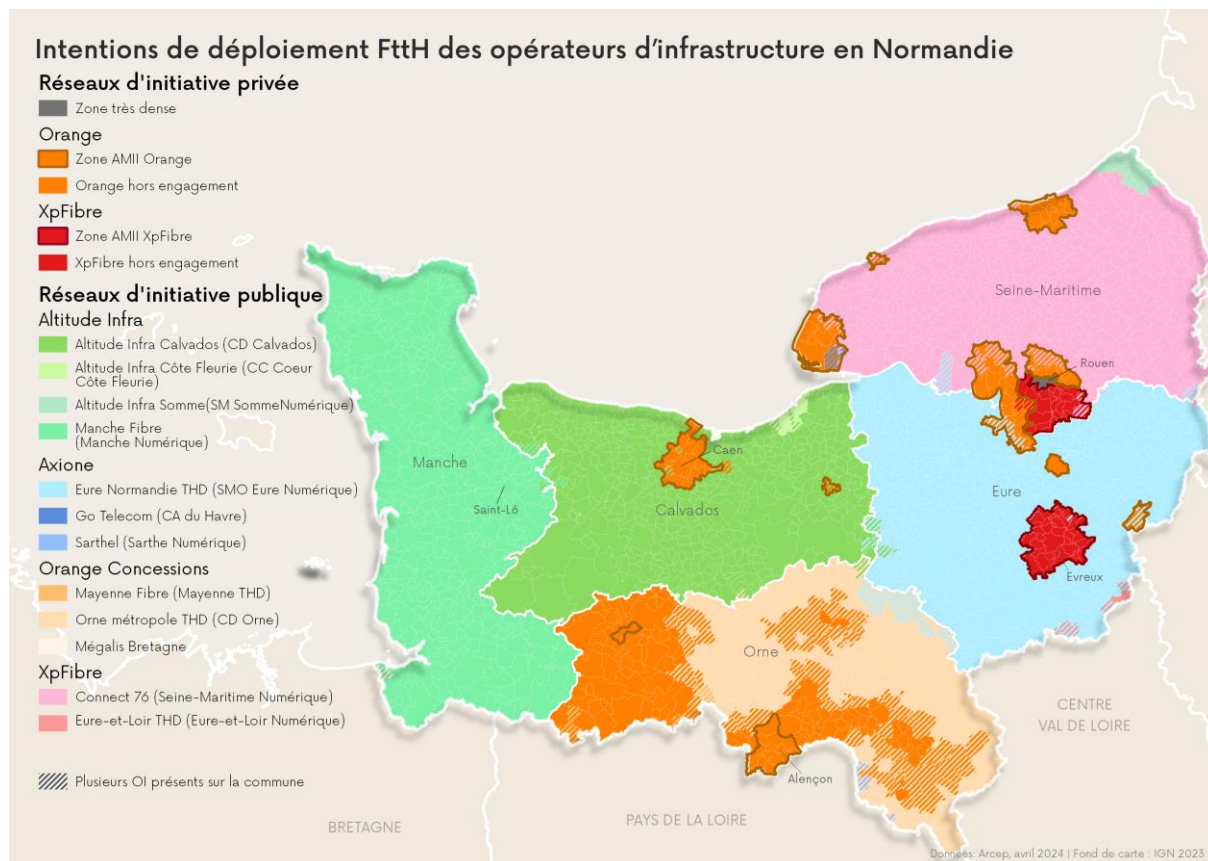 Intentions de déploiement FttH des opérateurs d'infrastructure en Normandie
Réseaux d'initiative privée
Zone très dense
Orange
Zone AMII Orange
Orange hors engagement
XpFibre
Zone AMII XpFibre
XpFibre hors engagement
Réseaux d'initiative publique
Altitude Infra
Altitude Infra Calvados (CD Calvados)
Altitude Infra Côte Fleurie (CC Coeur
Côte Fleurie)
Altitude Infra Somme(SM SommeNumérique)
Manche Fibre
(Manche Numérique)
Axione
Eure Normandie THD (SMO Eure Numérique)
Go Telecom (CA du Havre)
Sarthel (Sarthe Numérique)
Orange Concessions
Mayenne Fibre (Mayenne THD)
Orne métropole THD (CD Orne)
Mégalis Bretagne
XpFibre
Connect 76 (Seine-Maritime Numérique)
Eure-et-Loir THD (Eure-et-Loir Numérique)
Plusieurs OI présents sur la commune
Seine-Maritime
Rouen
Manche
Caen
Saint-Lô
Calvados
Eure
Evreux
Orne
Alençon
CENTRE
VAL DE LOIRE
PAYS DE LA LOIRE
BRETAGNE
Données: Arcep, avril 2024 | Fond de carte : IGN 2023